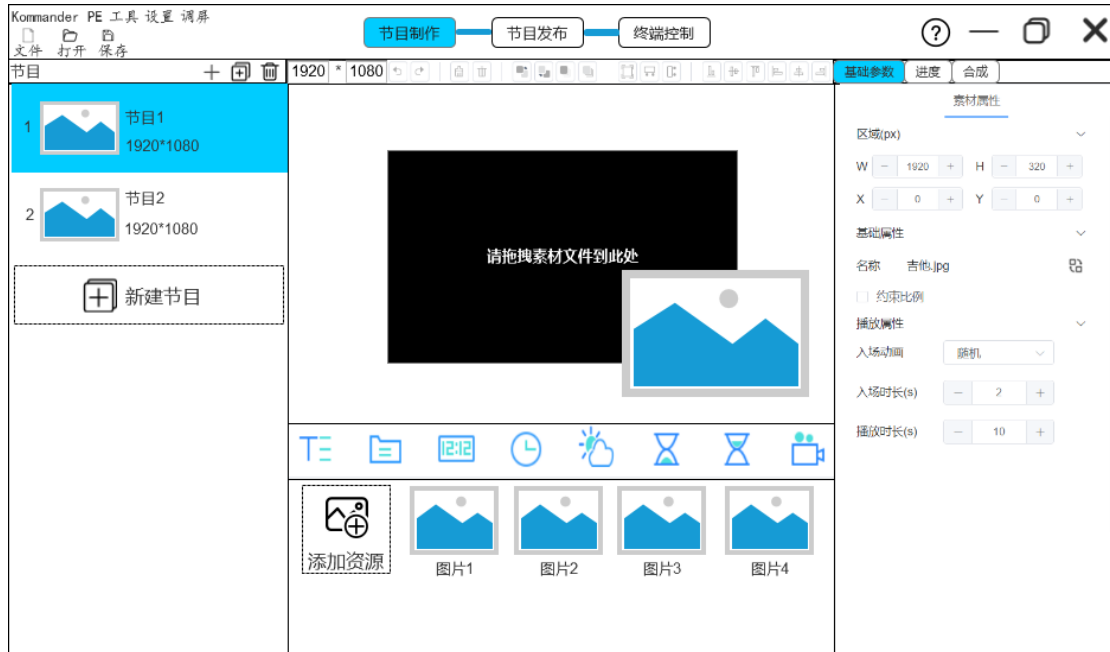 Kommander PE 工具 设置 调屏
文件 打开 保存
节目制作 节目发布 终端控制
?
节目
1920 * 1080
基础参数 进度 合成
1
节目1
1920*1080
2
节目2
1920*1080
新建节目
请拖拽素材文件到此处
12:12
添加资源
图片1 图片2 图片3 图片4
素材属性
区域(px)
W − 1920 + H − 320 +
X − 0 + Y − 0 +
基础属性
名称 吉他.jpg
约束比例
播放属性
入场动画 随机
入场时长(s) − 2 +
播放时长(s) − 10 +